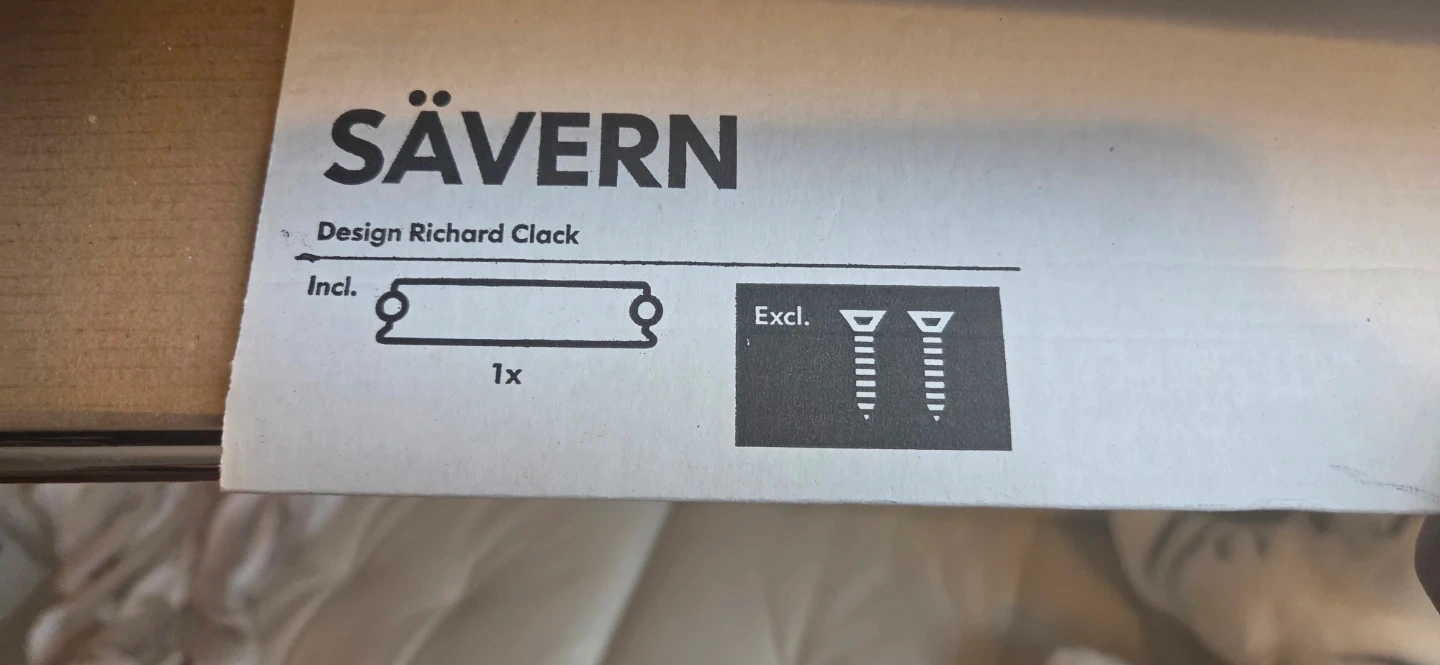 SÄVERN
Design Richard Clack
Incl.
1x
Excl.